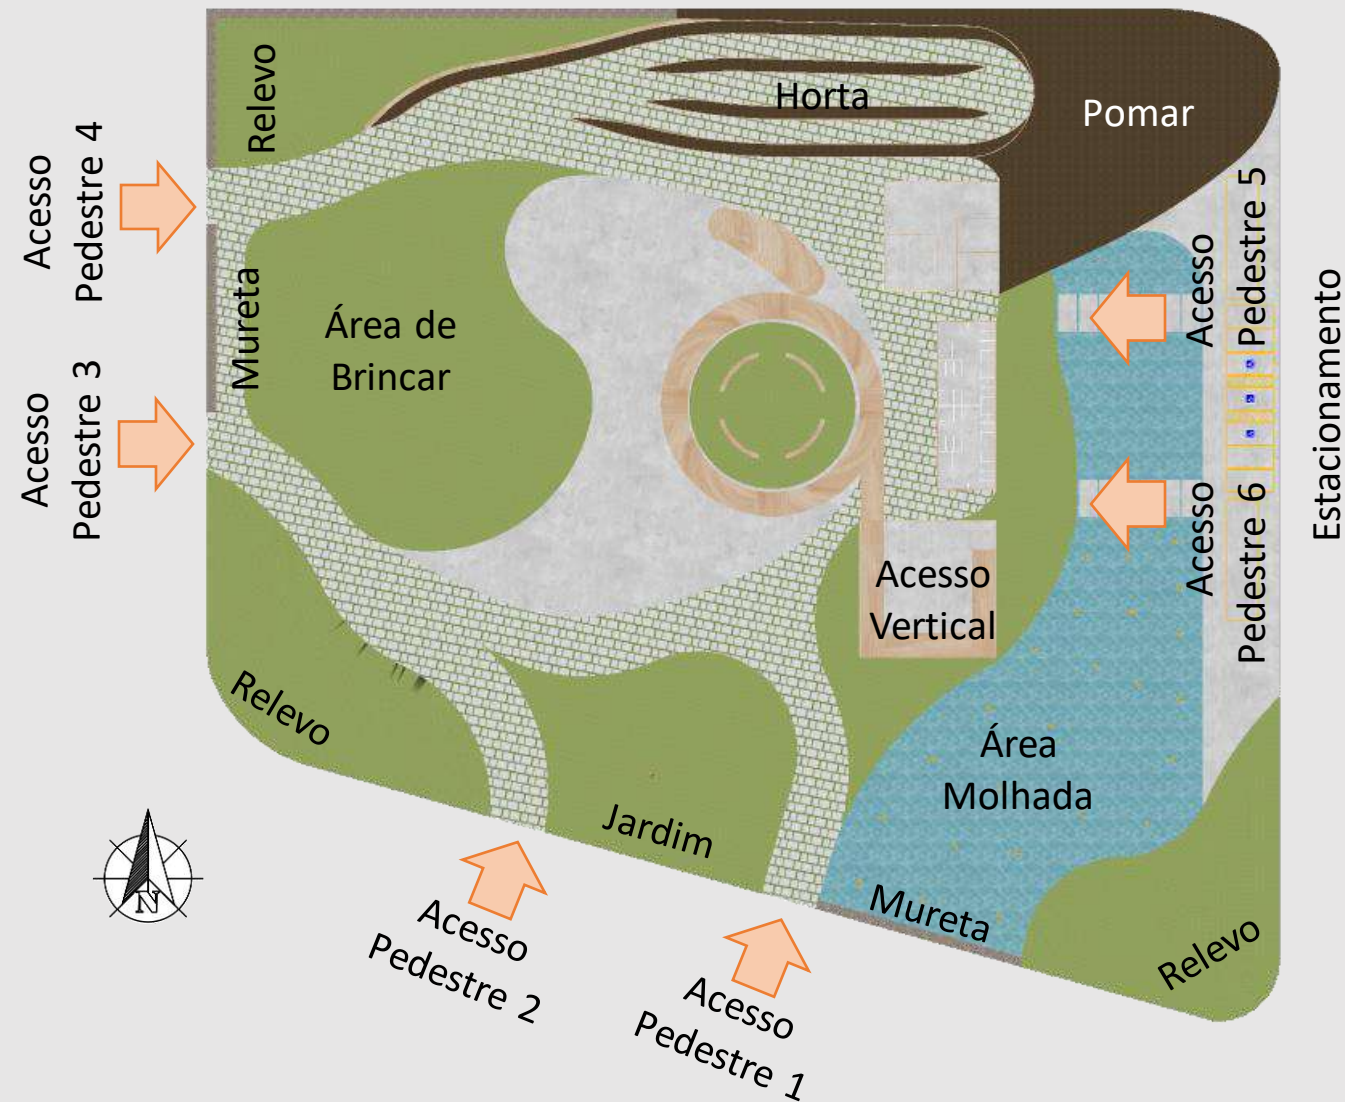 Relevo
Horta
Pomar
Acesso
Pedestre 4
Mureta
Área de
Brincar
Acesso
Pedestre 5
Estacionamento
Acesso
Pedestre 3
Acesso
Pedestre 6
Acesso
Vertical
Relevo
Área
Molhada
Jardim
Mureta
Relevo
N
Acesso
Pedestre 2
Acesso
Pedestre 1